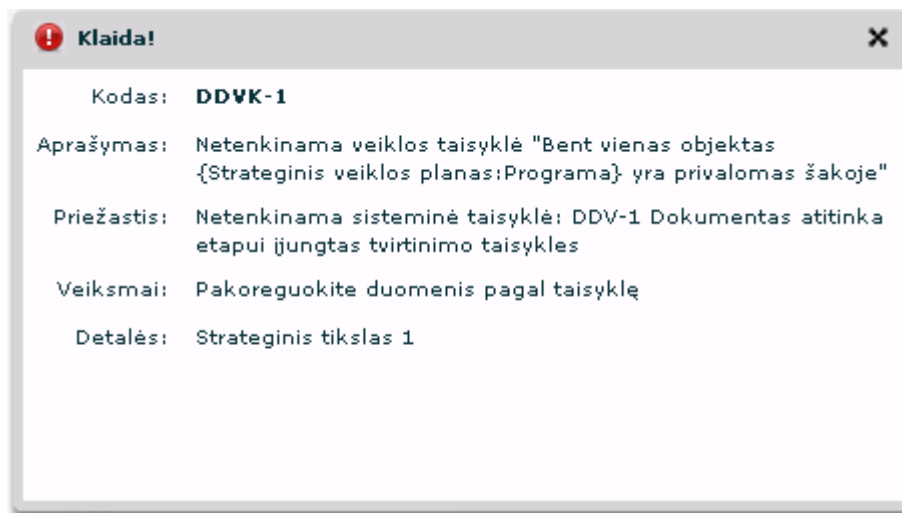 Klaida!
Kodas: DDVK-1
Aprašymas: Netenkinama veiklos taisyklė "Bent vienas objektas
{Strateginis veiklos planas:Programa} yra privalomas šakoje"
Priežastis: Netenkinama sisteminė taisyklė: DDV-1 Dokumentas atitinka
etapui įjungtas tvirtinimo taisykles
Veiksmai: Pakoreguokite duomenis pagal taisyklę
Detalės: Strateginis tikslas 1